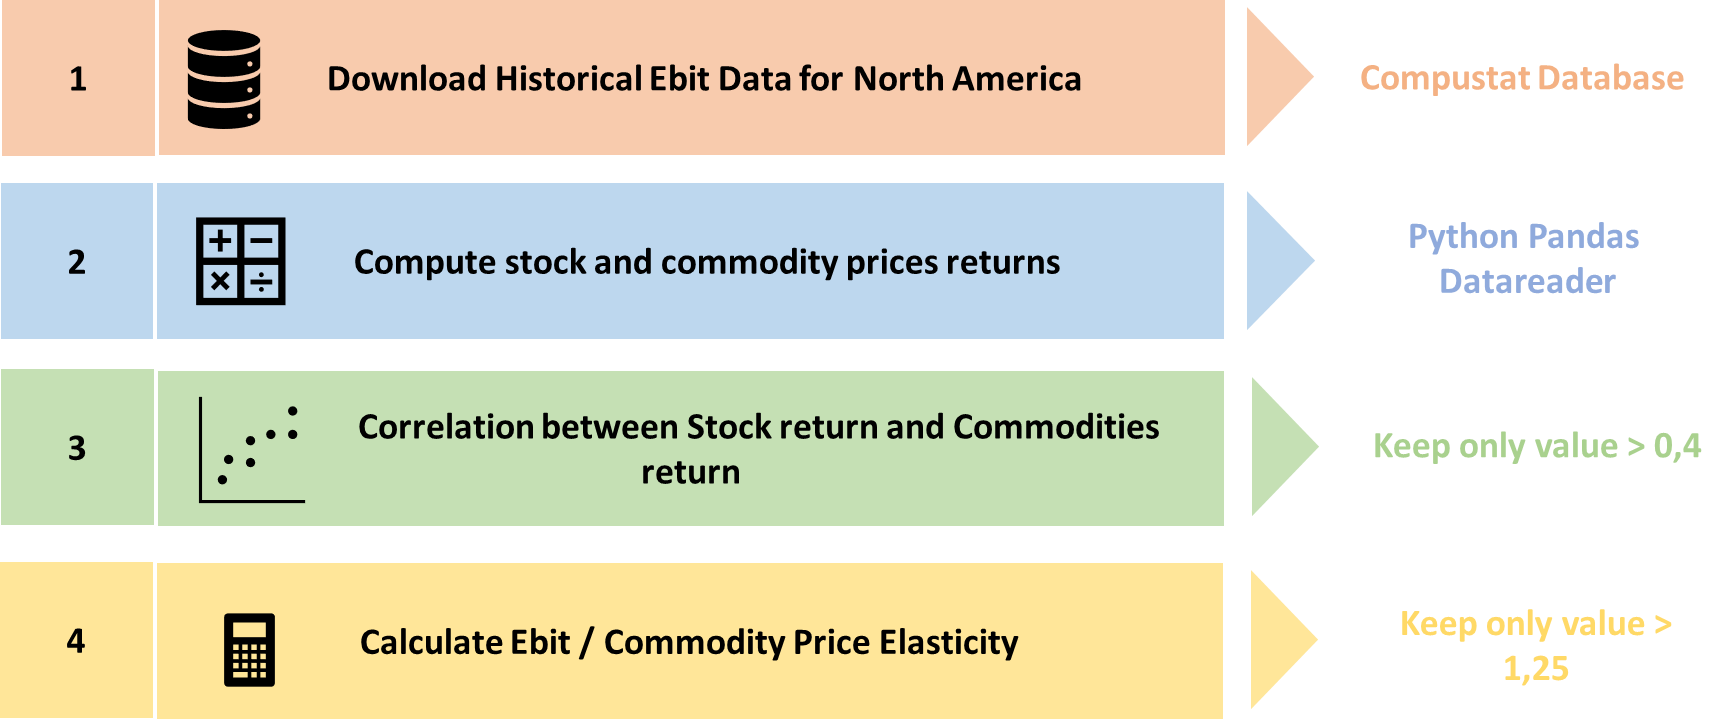 1
Download Historical Ebit Data for North America
Compustat Database
2
Compute stock and commodity prices returns
Python Pandas
Datareader
3
Correlation between Stock return and Commodities
return
Keep only value > 0,4
4
Calculate Ebit / Commodity Price Elasticity
Keep only value >
1,25